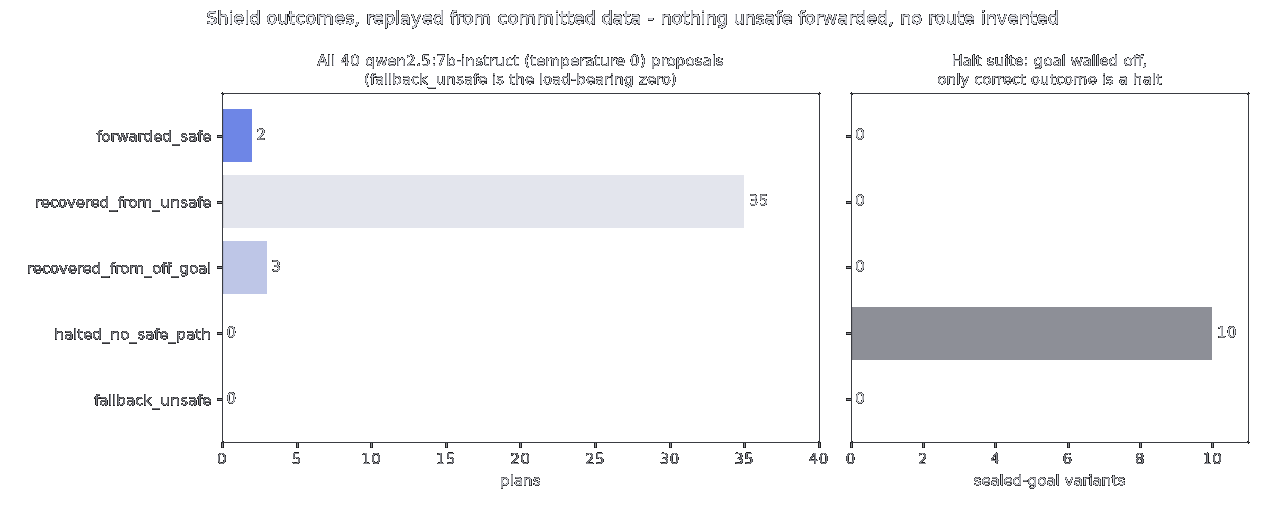 Shield outcomes, replayed from committed data - nothing unsafe forwarded, no route invented
All 40 qwen2.5:7b-instruct (temperature 0) proposals
(fallback_unsafe is the load-bearing zero)
forwarded_safe
2
recovered_from_unsafe
35
recovered_from_off_goal
3
halted_no_safe_path
0
fallback_unsafe
0
0 5 10 15 20 25 30 35 40
plans
Halt suite: goal walled off,
only correct outcome is a halt
0
0
0
10
0
0 2 4 6 8 10
sealed-goal variants